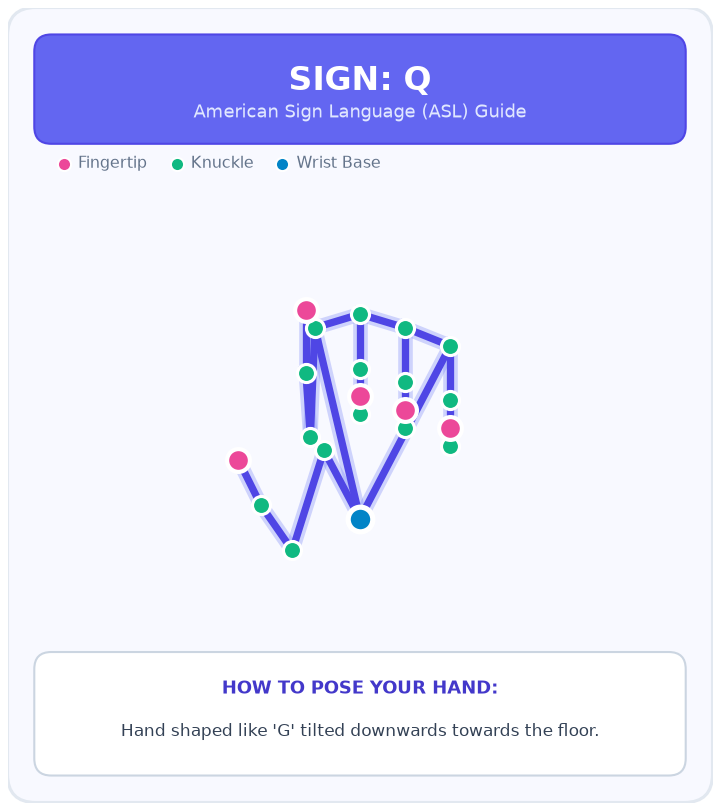 SIGN: Q
American Sign Language (ASL) Guide
Fingertip Knuckle Wrist Base
HOW TO POSE YOUR HAND:
Hand shaped like 'G' tilted downwards towards the floor.